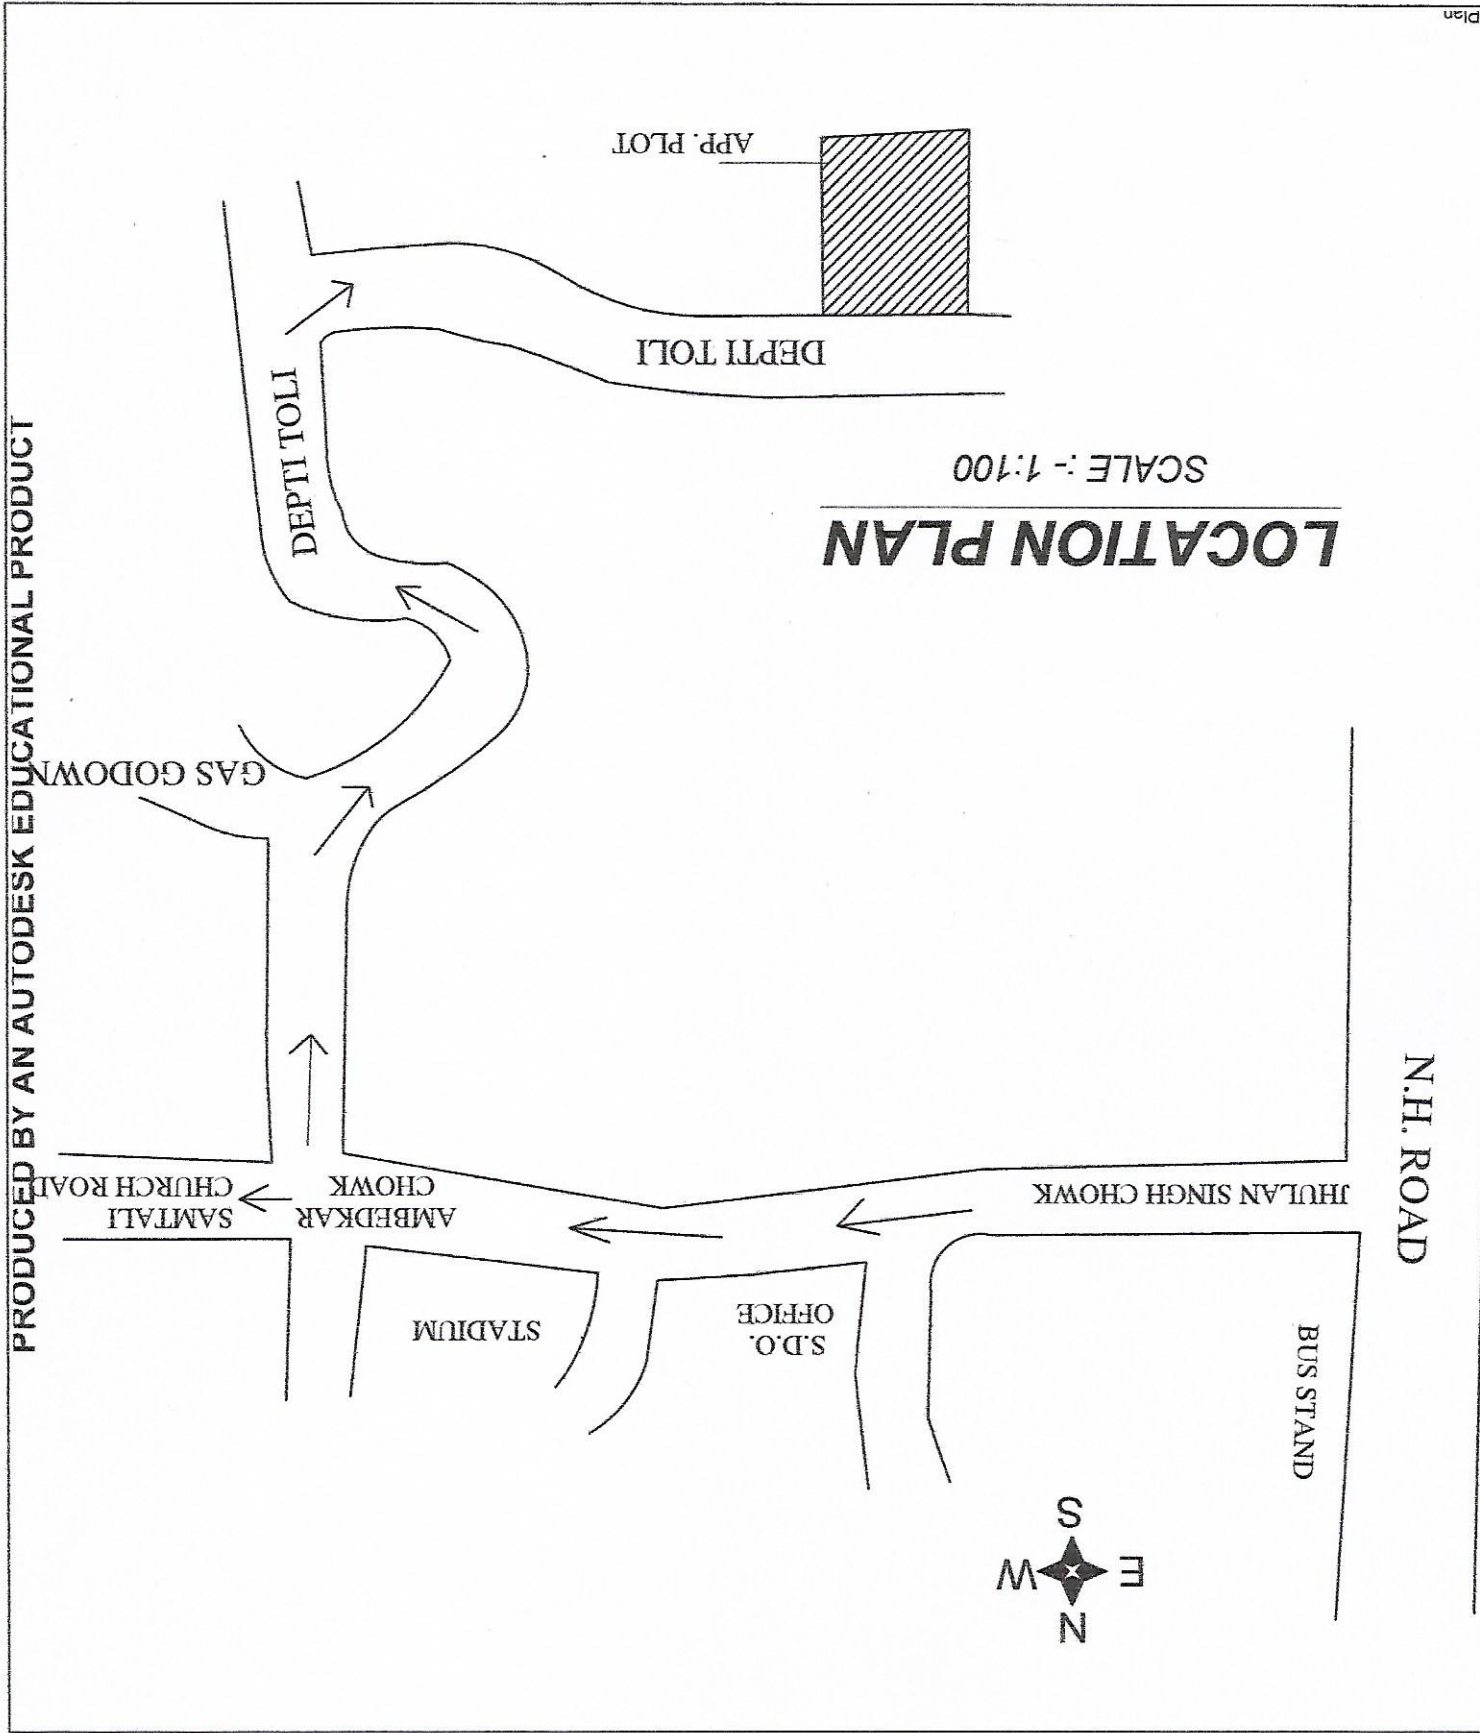 N
E W
S
BUS STAND
N.H. ROAD
S.D.O.
OFFICE
STADIUM
JHULAN SINGH CHOWK
AMBEDKAR
CHOWK
SAMTALI
CHURCH ROAD
GAS GODOWN
LOCATION PLAN
SCALE :- 1:100
DEPTI TOLI
DEPTI TOLI
APP. PLOT
PRODUCED BY AN AUTODESK EDUCATIONAL PRODUCT
Plan